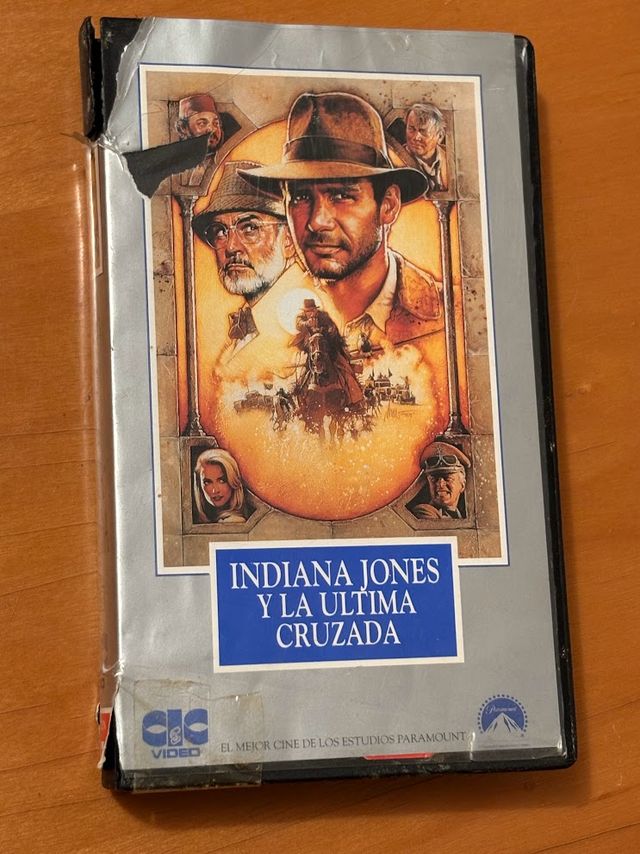 INDIANA JONES
Y LA ULTIMA
CRUZADA
CIC
VIDEO
EL MEJOR CINE DE LOS ESTUDIOS PARAMOUNT
Paramount